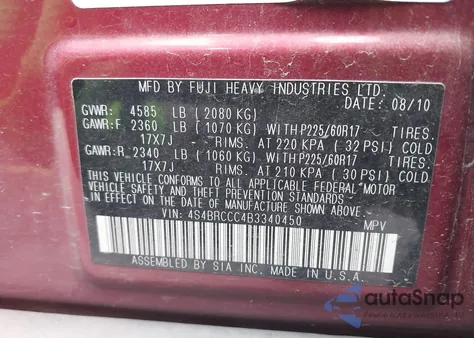 MFD BY FUJI HEAVY INDUSTRIES LTD.
DATE: 08/10
GVWR: 4585 LB (2080 KG)
GAWR:F. 2360 LB (1070 KG) WITH P225/60R17 TIRES.
17X7J RIMS. AT 220 KPA (32 PSI) COLD
GAWR:R. 2340 LB (1060 KG) WITH P225/60R17 TIRES.
17X7J RIMS. AT 210 KPA (30 PSI) COLD
THIS VEHICLE CONFORMS TO ALL APPLICABLE FEDERAL MOTOR
VEHICLE SAFETY AND BUMPER STANDARDS IN EFFECT ON THE
DATE OF MANUFACTURE SHOWN ABOVE.
VIN: 4S4BRCCC4B3340450 MPV
ASSEMBLED BY SIA INC. MADE IN U.S.A.
autoSnap